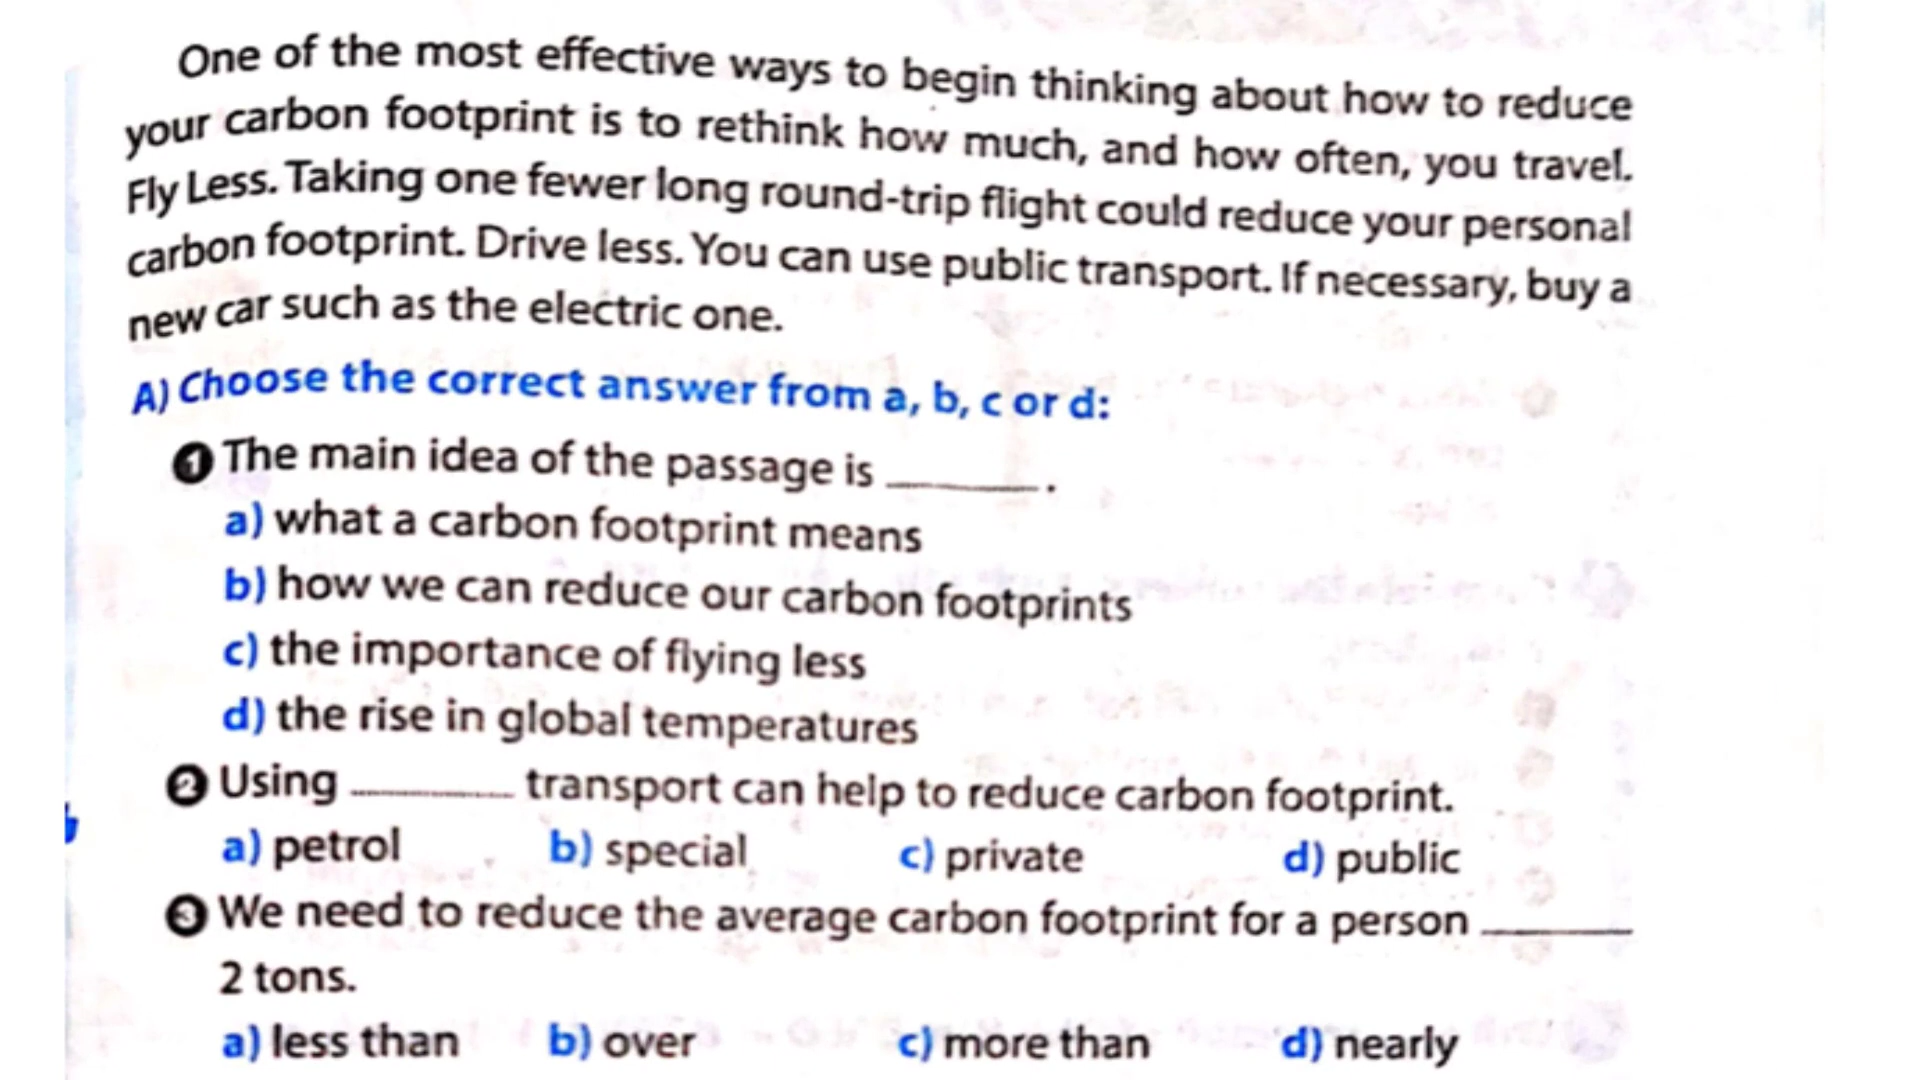 One of the most effective ways to begin thinking about how to reduce
your carbon footprint is to rethink how much, and how often, you travel.
Fly Less. Taking one fewer long round-trip flight could reduce your personal
carbon footprint. Drive less. You can use public transport. If necessary, buy a
new car such as the electric one.
A) Choose the correct answer from a, b, c or d:
1 The main idea of the passage is ________.
a) what a carbon footprint means
b) how we can reduce our carbon footprints
c) the importance of flying less
d) the rise in global temperatures
2 Using ________ transport can help to reduce carbon footprint.
a) petrol b) special c) private d) public
3 We need to reduce the average carbon footprint for a person ________
2 tons.
a) less than b) over c) more than d) nearly